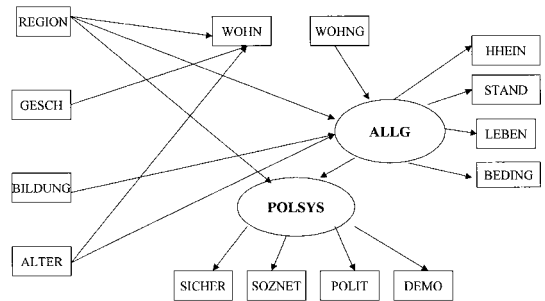 REGION
WOHN
WOHNG
HHEIN
STAND
GESCH
ALLG
LEBEN
BILDUNG
BEDING
POLSYS
ALTER
SICHER
SOZNET
POLIT
DEMO